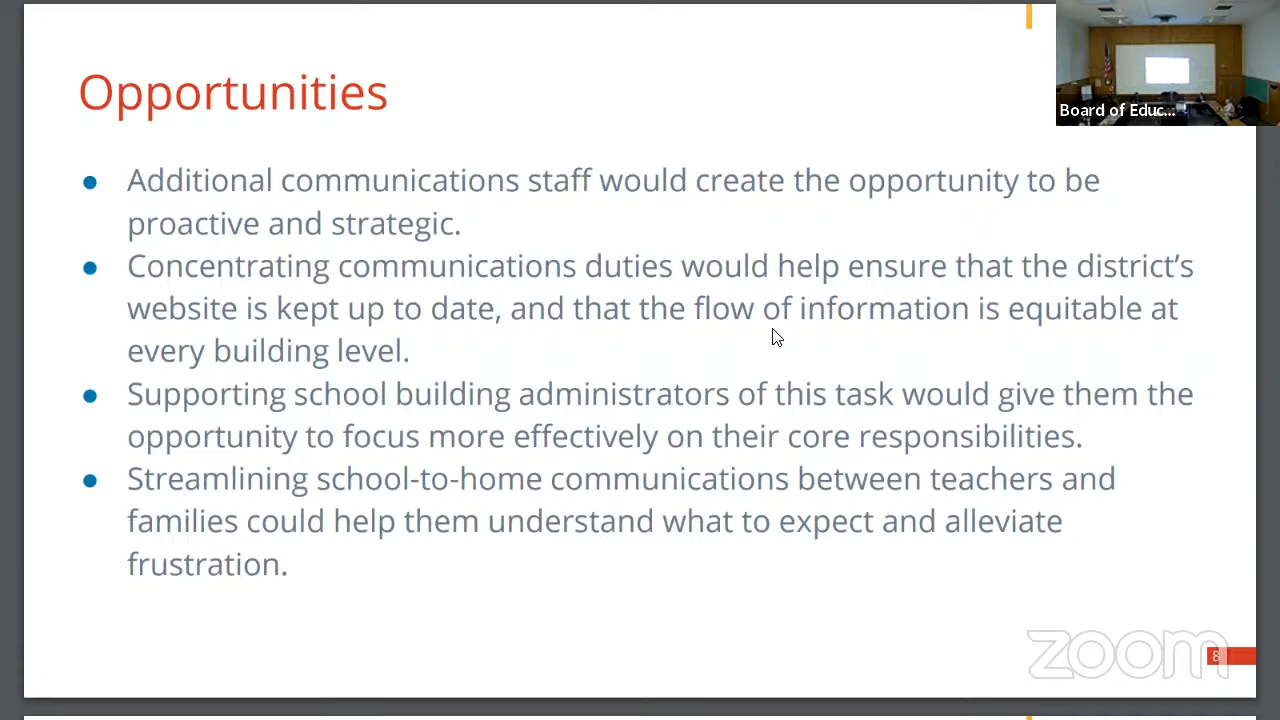 Opportunities
Board of Educ...
Additional communications staff would create the opportunity to be
proactive and strategic.
Concentrating communications duties would help ensure that the district’s
website is kept up to date, and that the flow of information is equitable at
every building level.
Supporting school building administrators of this task would give them the
opportunity to focus more effectively on their core responsibilities.
Streamlining school-to-home communications between teachers and
families could help them understand what to expect and alleviate
frustration.
zoom
8